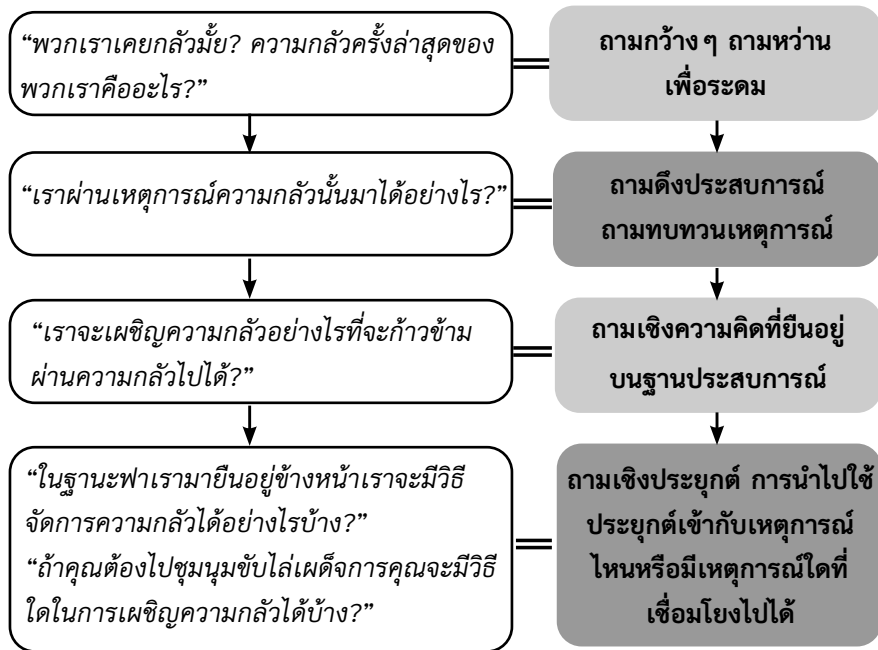 “พวกเราเคยกลัวมั้ย? ความกลัวครั้งล่าสุดของ
พวกเราคืออะไร?”
ถามกว้าง ๆ ถามหว่าน
เพื่อระดม
“เราผ่านเหตุการณ์ความกลัวนั้นมาได้อย่างไร?”
ถามดึงประสบการณ์
ถามทบทวนเหตุการณ์
“เราจะเผชิญความกลัวอย่างไรที่จะก้าวข้าม
ผ่านความกลัวไปได้?”
ถามเชิงความคิดที่ยืนอยู่
บนฐานประสบการณ์
“ในฐานะฟาเรามายืนอยู่ข้างหน้าเราจะมีวิธี
จัดการความกลัวได้อย่างไรบ้าง?”
“ถ้าคุณต้องไปชุมนุมขับไล่เผด็จการคุณจะมีวิธี
ใดในการเผชิญความกลัวได้บ้าง?”
ถามเชิงประยุกต์ การนำไปใช้
ประยุกต์เข้ากับเหตุการณ์
ไหนหรือมีเหตุการณ์ใดที่
เชื่อมโยงไปได้